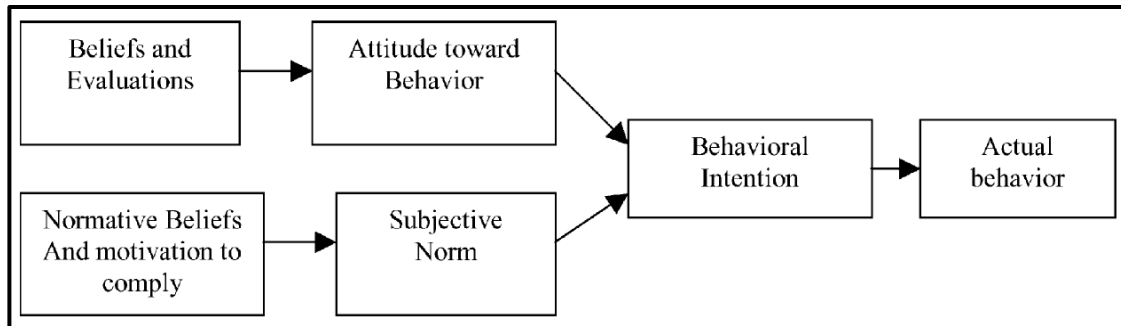 Beliefs and
Evaluations
Attitude toward
Behavior
Behavioral
Intention
Actual
behavior
Normative Beliefs
And motivation to
comply
Subjective
Norm